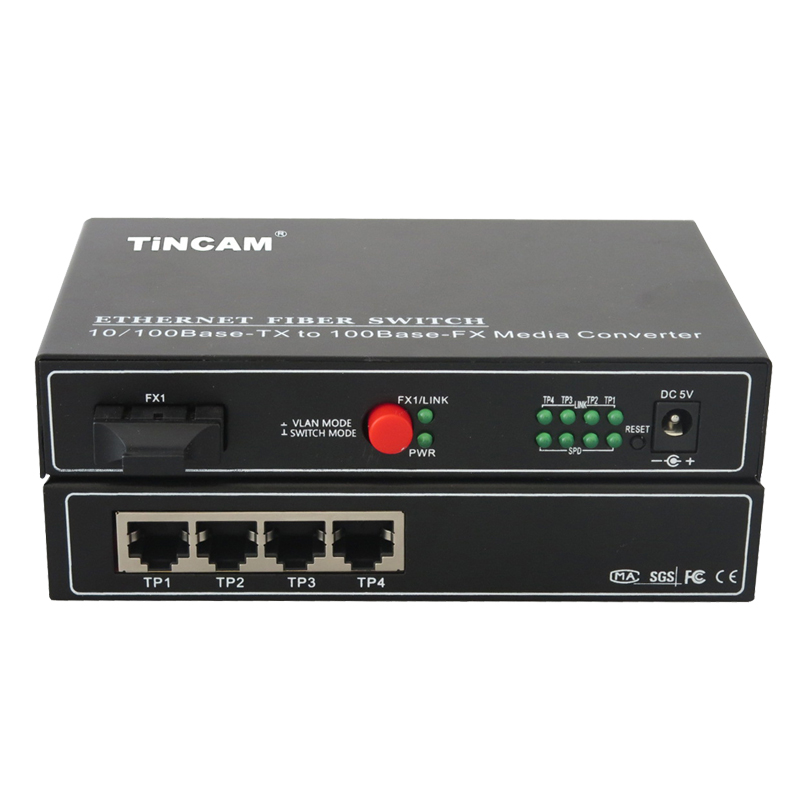 TiNCAM®
ETHERNET FIBER SWITCH
10/100Base-TX to 100Base-FX Media Converter
FX1
VLAN MODE
SWITCH MODE
FX1/LINK
PWR
TP4 TP3 LINK TP2 TP1
SPD
RESET
DC 5V
- +
TP1 TP2 TP3 TP4
MA SGS FC CE